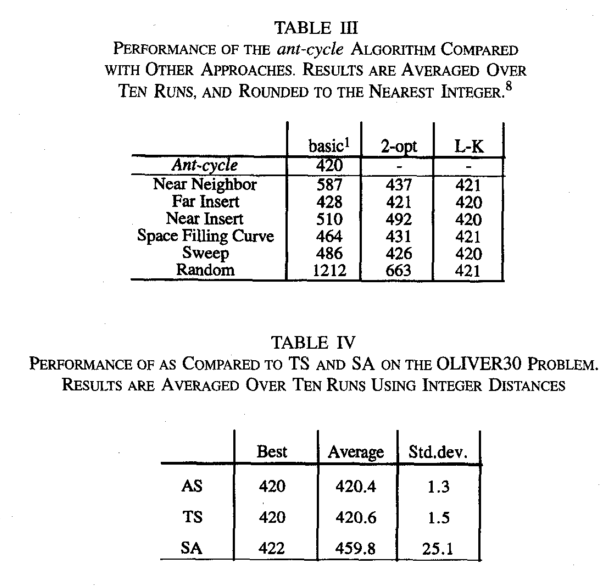 TABLE III
PERFORMANCE OF THE ant-cycle ALGORITHM COMPARED
WITH OTHER APPROACHES. RESULTS ARE AVERAGED OVER
TEN RUNS, AND ROUNDED TO THE NEAREST INTEGER.8
basic1 2-opt L-K
Ant-cycle 420 - -
Near Neighbor 587 437 421
Far Insert 428 421 420
Near Insert 510 492 420
Space Filling Curve 464 431 421
Sweep 486 426 420
Random 1212 663 421
TABLE IV
PERFORMANCE OF AS COMPARED TO TS AND SA ON THE OLIVER30 PROBLEM.
RESULTS ARE AVERAGED OVER TEN RUNS USING INTEGER DISTANCES
Best Average Std.dev.
AS 420 420.4 1.3
TS 420 420.6 1.5
SA 422 459.8 25.1